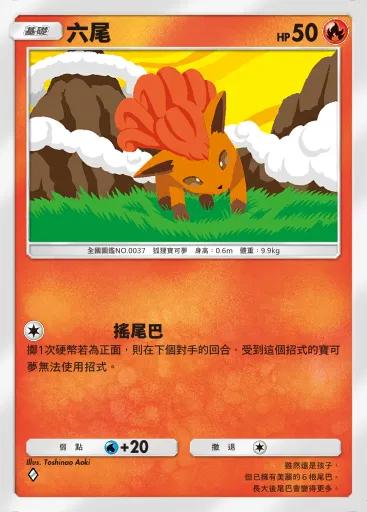 基礎 六尾 HP 50
全國圖鑑NO.0037 狐狸寶可夢 身高：0.6m 體重：9.9kg
搖尾巴
擲1次硬幣若為正面，則在下個對手的回合，受到這個招式的寶可
夢無法使用招式。
弱點 +20 撤退
Illus. Toshinao Aoki
雖然還是孩子，
但已擁有美麗的6根尾巴。
長大後尾巴會變得更多。